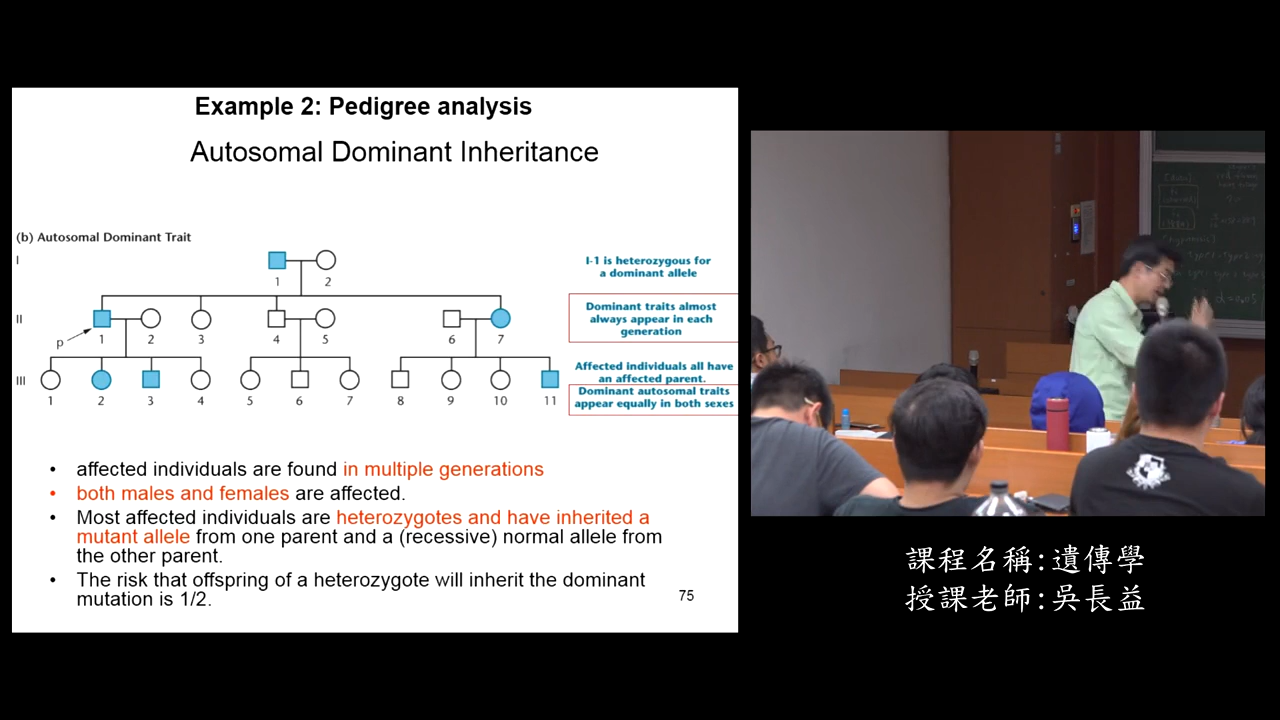 Example 2: Pedigree analysis
Autosomal Dominant Inheritance
(b) Autosomal Dominant Trait
I
1
2
I-1 is heterozygous for
a dominant allele
II
p
1
2
3
4
5
6
7
Dominant traits almost
always appear in each
generation
III
1
2
3
4
5
6
7
8
9
10
11
Affected individuals all have
an affected parent.
Dominant autosomal traits
appear equally in both sexes
• affected individuals are found in multiple generations
• both males and females are affected.
• Most affected individuals are heterozygotes and have inherited a
mutant allele from one parent and a (recessive) normal allele from
the other parent.
• The risk that offspring of a heterozygote will inherit the dominant
mutation is 1/2.
75
課程名稱:遺傳學
授課老師:吳長益